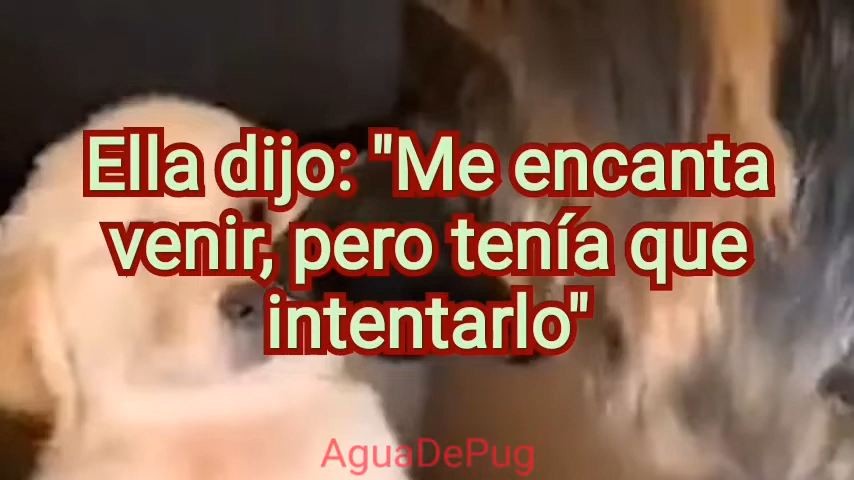 Ella dijo: "Me encanta
venir, pero tenía que
intentarlo"
AguaDePug